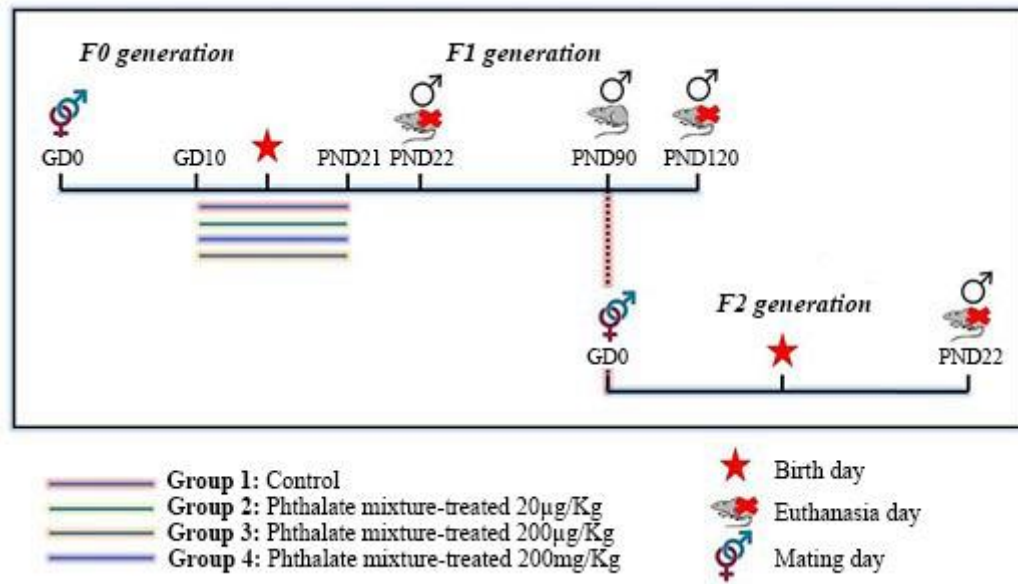 F0 generation
F1 generation
GD0
GD10
PND21
PND22
PND90
PND120
F2 generation
GD0
PND22
Group 1: Control
Group 2: Phthalate mixture-treated 20µg/Kg
Group 3: Phthalate mixture-treated 200µg/Kg
Group 4: Phthalate mixture-treated 200mg/Kg
Birth day
Euthanasia day
Mating day